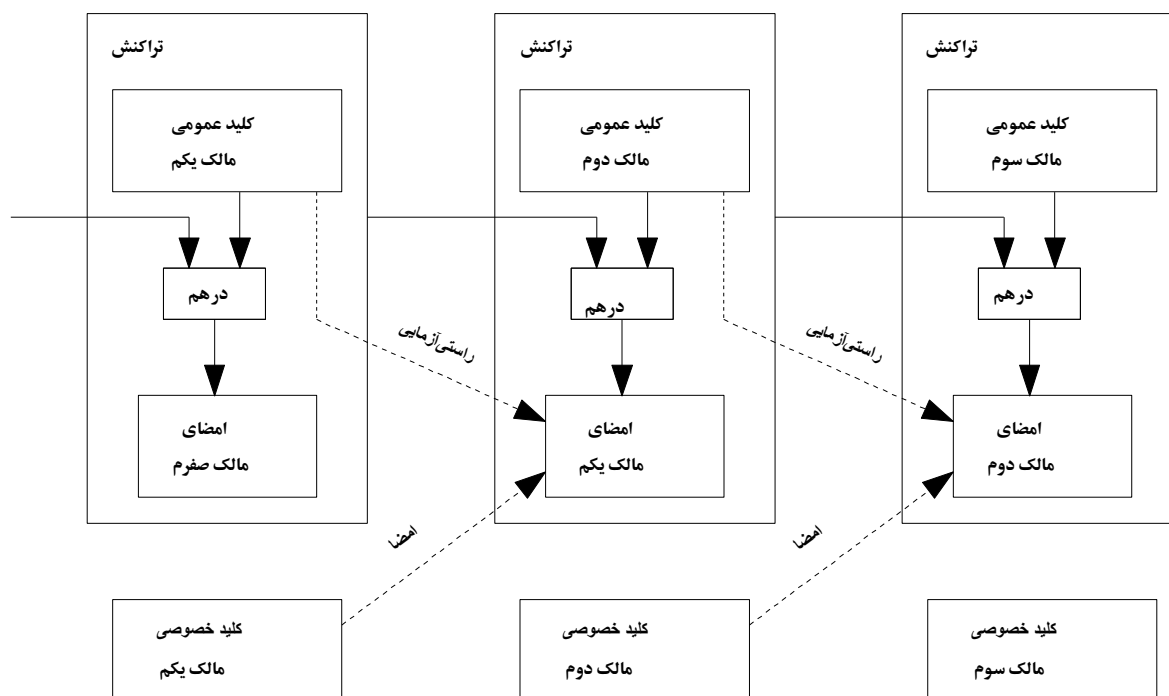 تراکنش
کلید عمومی
مالک یکم
درهم
امضای
مالک صفرم
تراکنش
کلید عمومی
مالک دوم
درهم
راستی‌آزمایی
امضای
مالک یکم
تراکنش
کلید عمومی
مالک سوم
درهم
راستی‌آزمایی
امضای
مالک دوم
امضا
امضا
کلید خصوصی
مالک یکم
کلید خصوصی
مالک دوم
کلید خصوصی
مالک سوم